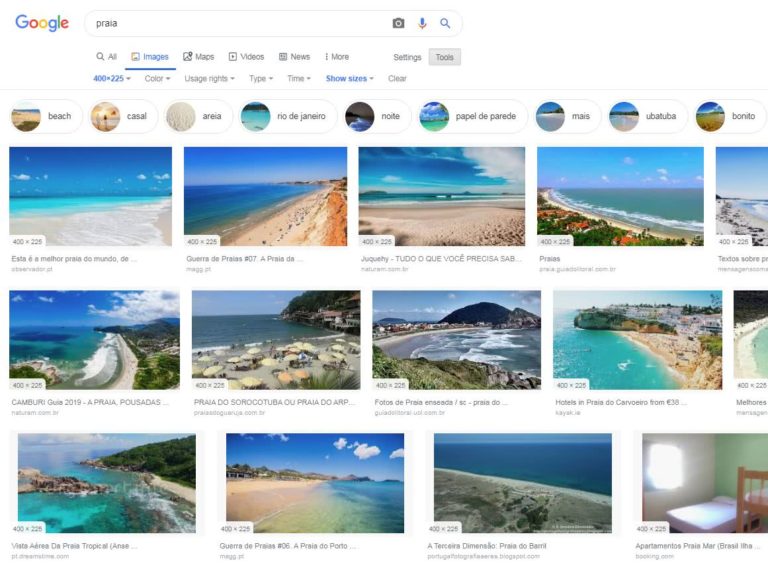 Google
praia
All Images Maps Videos News More Settings Tools
400×225 Color Usage rights Type Time Show sizes Clear
beach casal areia rio de janeiro noite papel de parede mais ubatuba bonito
400 × 225 400 × 225 400 × 225 400 × 225 400 × 225
Esta é a melhor praia do mundo, de ... Guerra de Praias #07. A Praia da ... Juquehy - TUDO O QUE VOCÊ PRECISA SAB... Praias Textos sobre pr
observador.pt magg.pt naturam.com.br praia.guiadolitoral.com.br mensagenscoma
400 × 225 400 × 225 400 × 225 400 × 225 400 × 225
CAMBURI Guia 2019 - A PRAIA, POUSADAS ... PRAIA DO SOROCOTUBA OU PRAIA DO ARP... Fotos de Praia enseada / sc - praia do ... Hotels in Praia do Carvoeiro from €38 ... Melhores
naturam.com.br praiasdoguaruja.com.br guiadolitoral.uol.com.br kayak.ie mensagen
400 × 225 400 × 225 400 × 225 400 × 225
Vista Aérea Da Praia Tropical (Anse ... Guerra de Praias #06. A Praia do Porto ... A Terceira Dimensão: Praia do Barril Apartamentos Praia Mar (Brasil Ilha ...
pt.dreamstime.com magg.pt portugalfotografiaaerea.blogspot.com booking.com